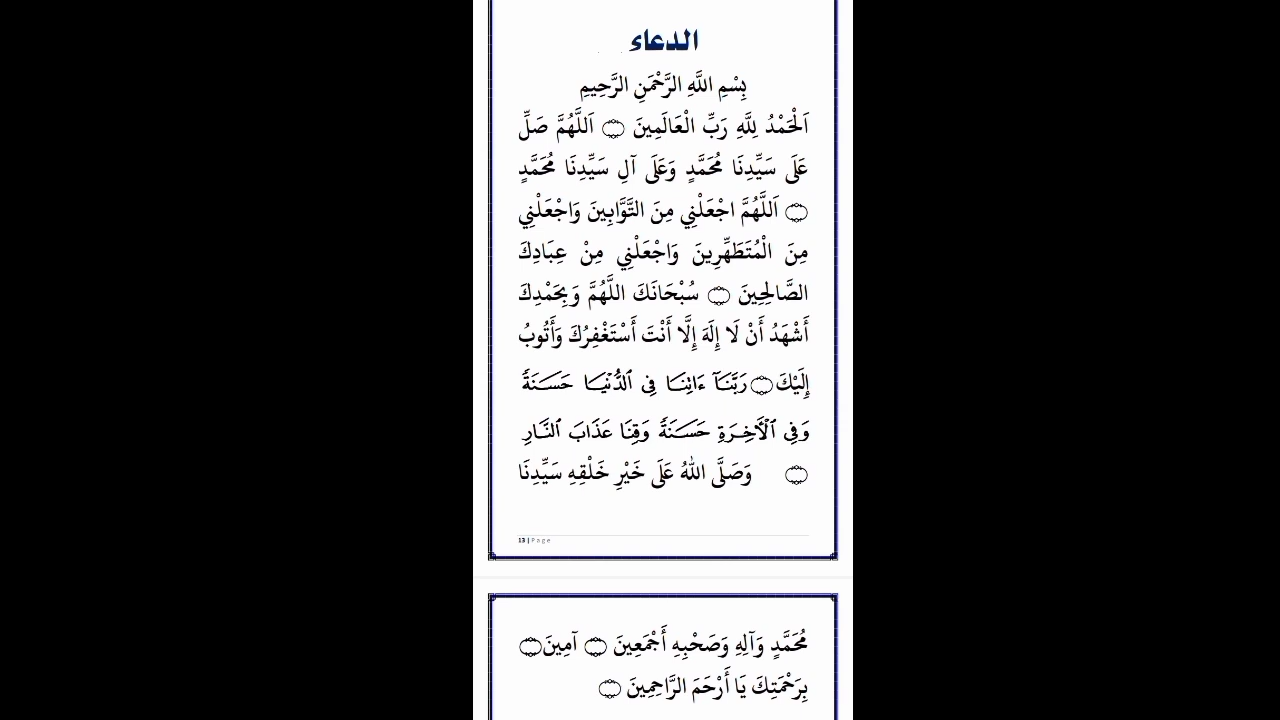 الدعاء
بِسْمِ اللَّهِ الرَّحْمَنِ الرَّحِيمِ
اَلْحَمْدُ لِلَّهِ رَبِّ الْعَالَمِينَ ۝ اَللَّهُمَّ صَلِّ
عَلَى سَيِّدِنَا مُحَمَّدٍ وَعَلَى آلِ سَيِّدِنَا مُحَمَّدٍ
۝ اَللَّهُمَّ اجْعَلْنِي مِنَ التَّوَّابِينَ وَاجْعَلْنِي
مِنَ الْمُتَطَهِّرِينَ وَاجْعَلْنِي مِنْ عِبَادِكَ
الصَّالِحِينَ ۝ سُبْحَانَكَ اللَّهُمَّ وَبِحَمْدِكَ
أَشْهَدُ أَنْ لَا إِلَهَ إِلَّا أَنْتَ أَسْتَغْفِرُكَ وَأَتُوبُ
إِلَيْكَ ۝ رَبَّنَآ ءَاتِنَا فِى ٱلدُّنْيَا حَسَنَةً
وَفِى ٱلْأَخِرَةِ حَسَنَةً وَقِنَا عَذَابَ ٱلنَّارِ
۝ وَصَلَّى اللهُ عَلَى خَيْرِ خَلْقِهِ سَيِّدِنَا
13 | Page
مُحَمَّدٍ وَآلِهِ وَصَحْبِهِ أَجْمَعِينَ ۝ آمِينَ ۝
بِرَحْمَتِكَ يَا أَرْحَمَ الرَّاحِمِينَ ۝